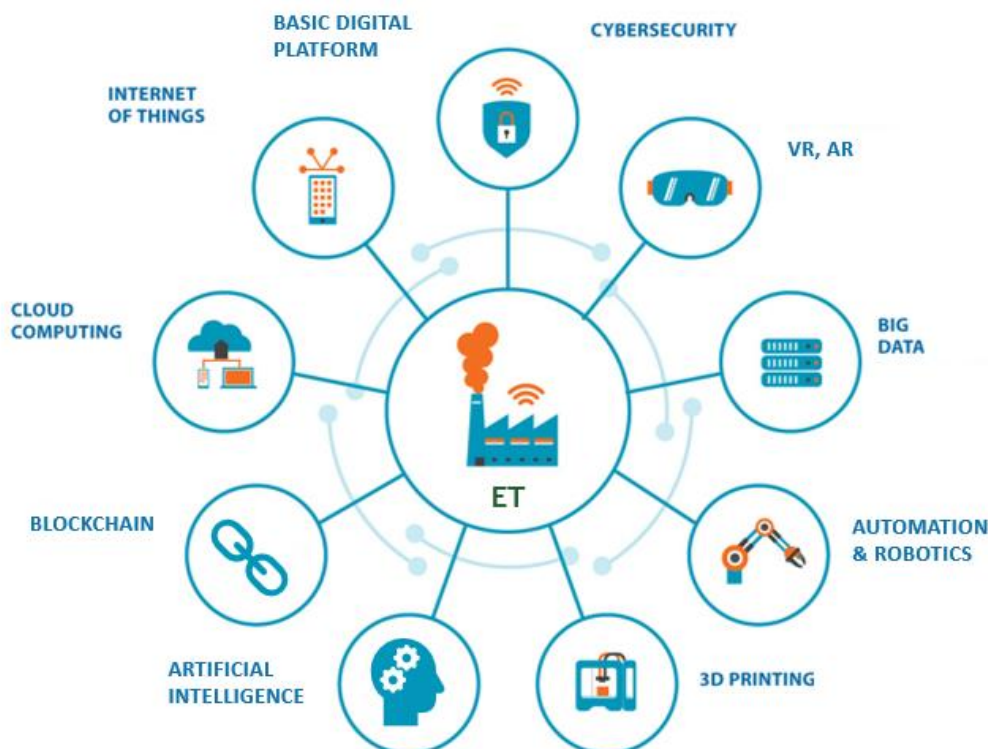 BASIC DIGITAL
PLATFORM
CYBERSECURITY
INTERNET
OF THINGS
VR, AR
CLOUD
COMPUTING
BIG
DATA
ET
BLOCKCHAIN
AUTOMATION
& ROBOTICS
ARTIFICIAL
INTELLIGENCE
3D PRINTING